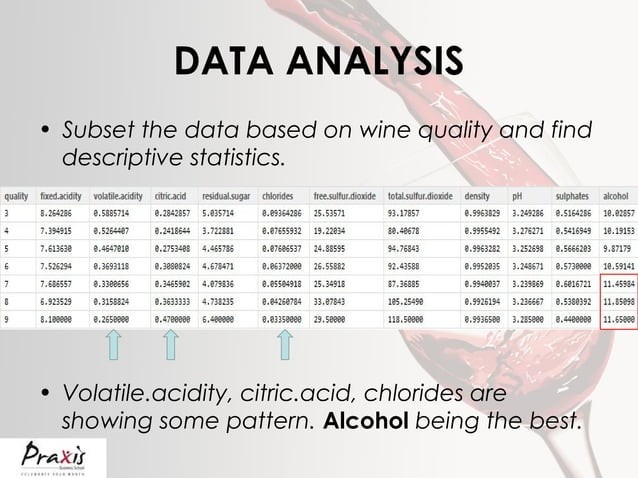 DATA ANALYSIS
• Subset the data based on wine quality and find
descriptive statistics.
quality fixed.acidity volatile.acidity citric.acid residual.sugar chlorides free.sulfur.dioxide total.sulfur.dioxide density pH sulphates alcohol
3 8.264286 0.5885714 0.2842857 5.035714 0.09364286 25.53571 93.17857 0.9963829 3.249286 0.5164286 10.02857
4 7.394915 0.5264407 0.2418644 3.722881 0.07655932 19.22034 80.40678 0.9955492 3.276271 0.5416949 10.19153
5 7.613630 0.4647010 0.2753408 4.465786 0.07606537 24.88595 94.76843 0.9963282 3.252698 0.5666203 9.87179
6 7.526294 0.3693118 0.3080824 4.678471 0.06372000 26.55882 92.43588 0.9952035 3.248671 0.5730000 10.59141
7 7.686557 0.3300656 0.3465902 4.079836 0.05504918 25.34918 87.36885 0.9940037 3.239869 0.6016721 11.45984
8 6.923529 0.3158824 0.3633333 4.738235 0.04260784 33.07843 105.25490 0.9926194 3.236667 0.5380392 11.85098
9 8.100000 0.2650000 0.4700000 6.400000 0.03350000 29.50000 118.50000 0.9936500 3.285000 0.4400000 11.65000
• Volatile.acidity, citric.acid, chlorides are
showing some pattern. Alcohol being the best.
Praxis
Business School